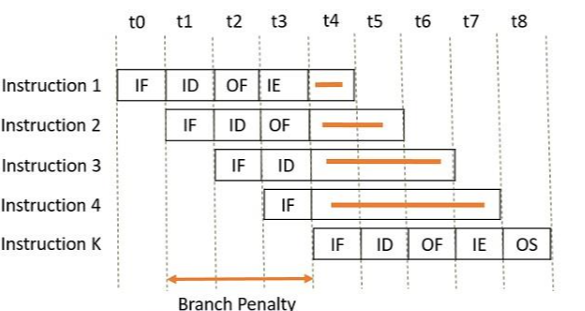 t0 t1 t2 t3 t4 t5 t6 t7 t8
Instruction 1 IF ID OF IE
Instruction 2 IF ID OF
Instruction 3 IF ID
Instruction 4 IF
Instruction K IF ID OF IE OS
Branch Penalty